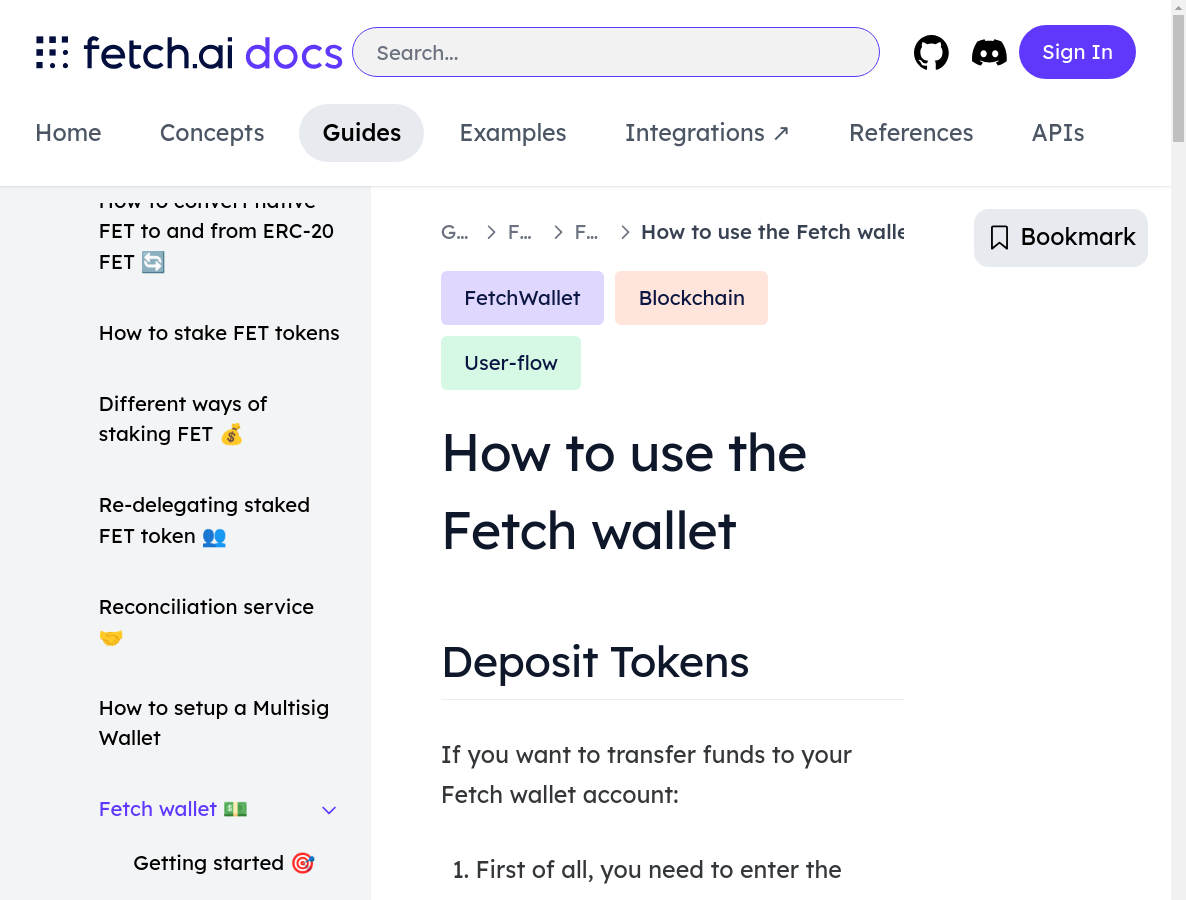 fetch.ai docs
Search...
Sign In
Home
Concepts
Guides
Examples
Integrations ↗
References
APIs
How to convert native
FET to and from ERC-20
FET 🔄
How to stake FET tokens
Different ways of
staking FET 💰
Re-delegating staked
FET token 👥
Reconciliation service
🤝
How to setup a Multisig
Wallet
Fetch wallet 💵
Getting started 🎯
G... > F... > F... > How to use the Fetch walle
Bookmark
FetchWallet
Blockchain
User-flow
How to use the
Fetch wallet
Deposit Tokens
If you want to transfer funds to your
Fetch wallet account:
1. First of all, you need to enter the